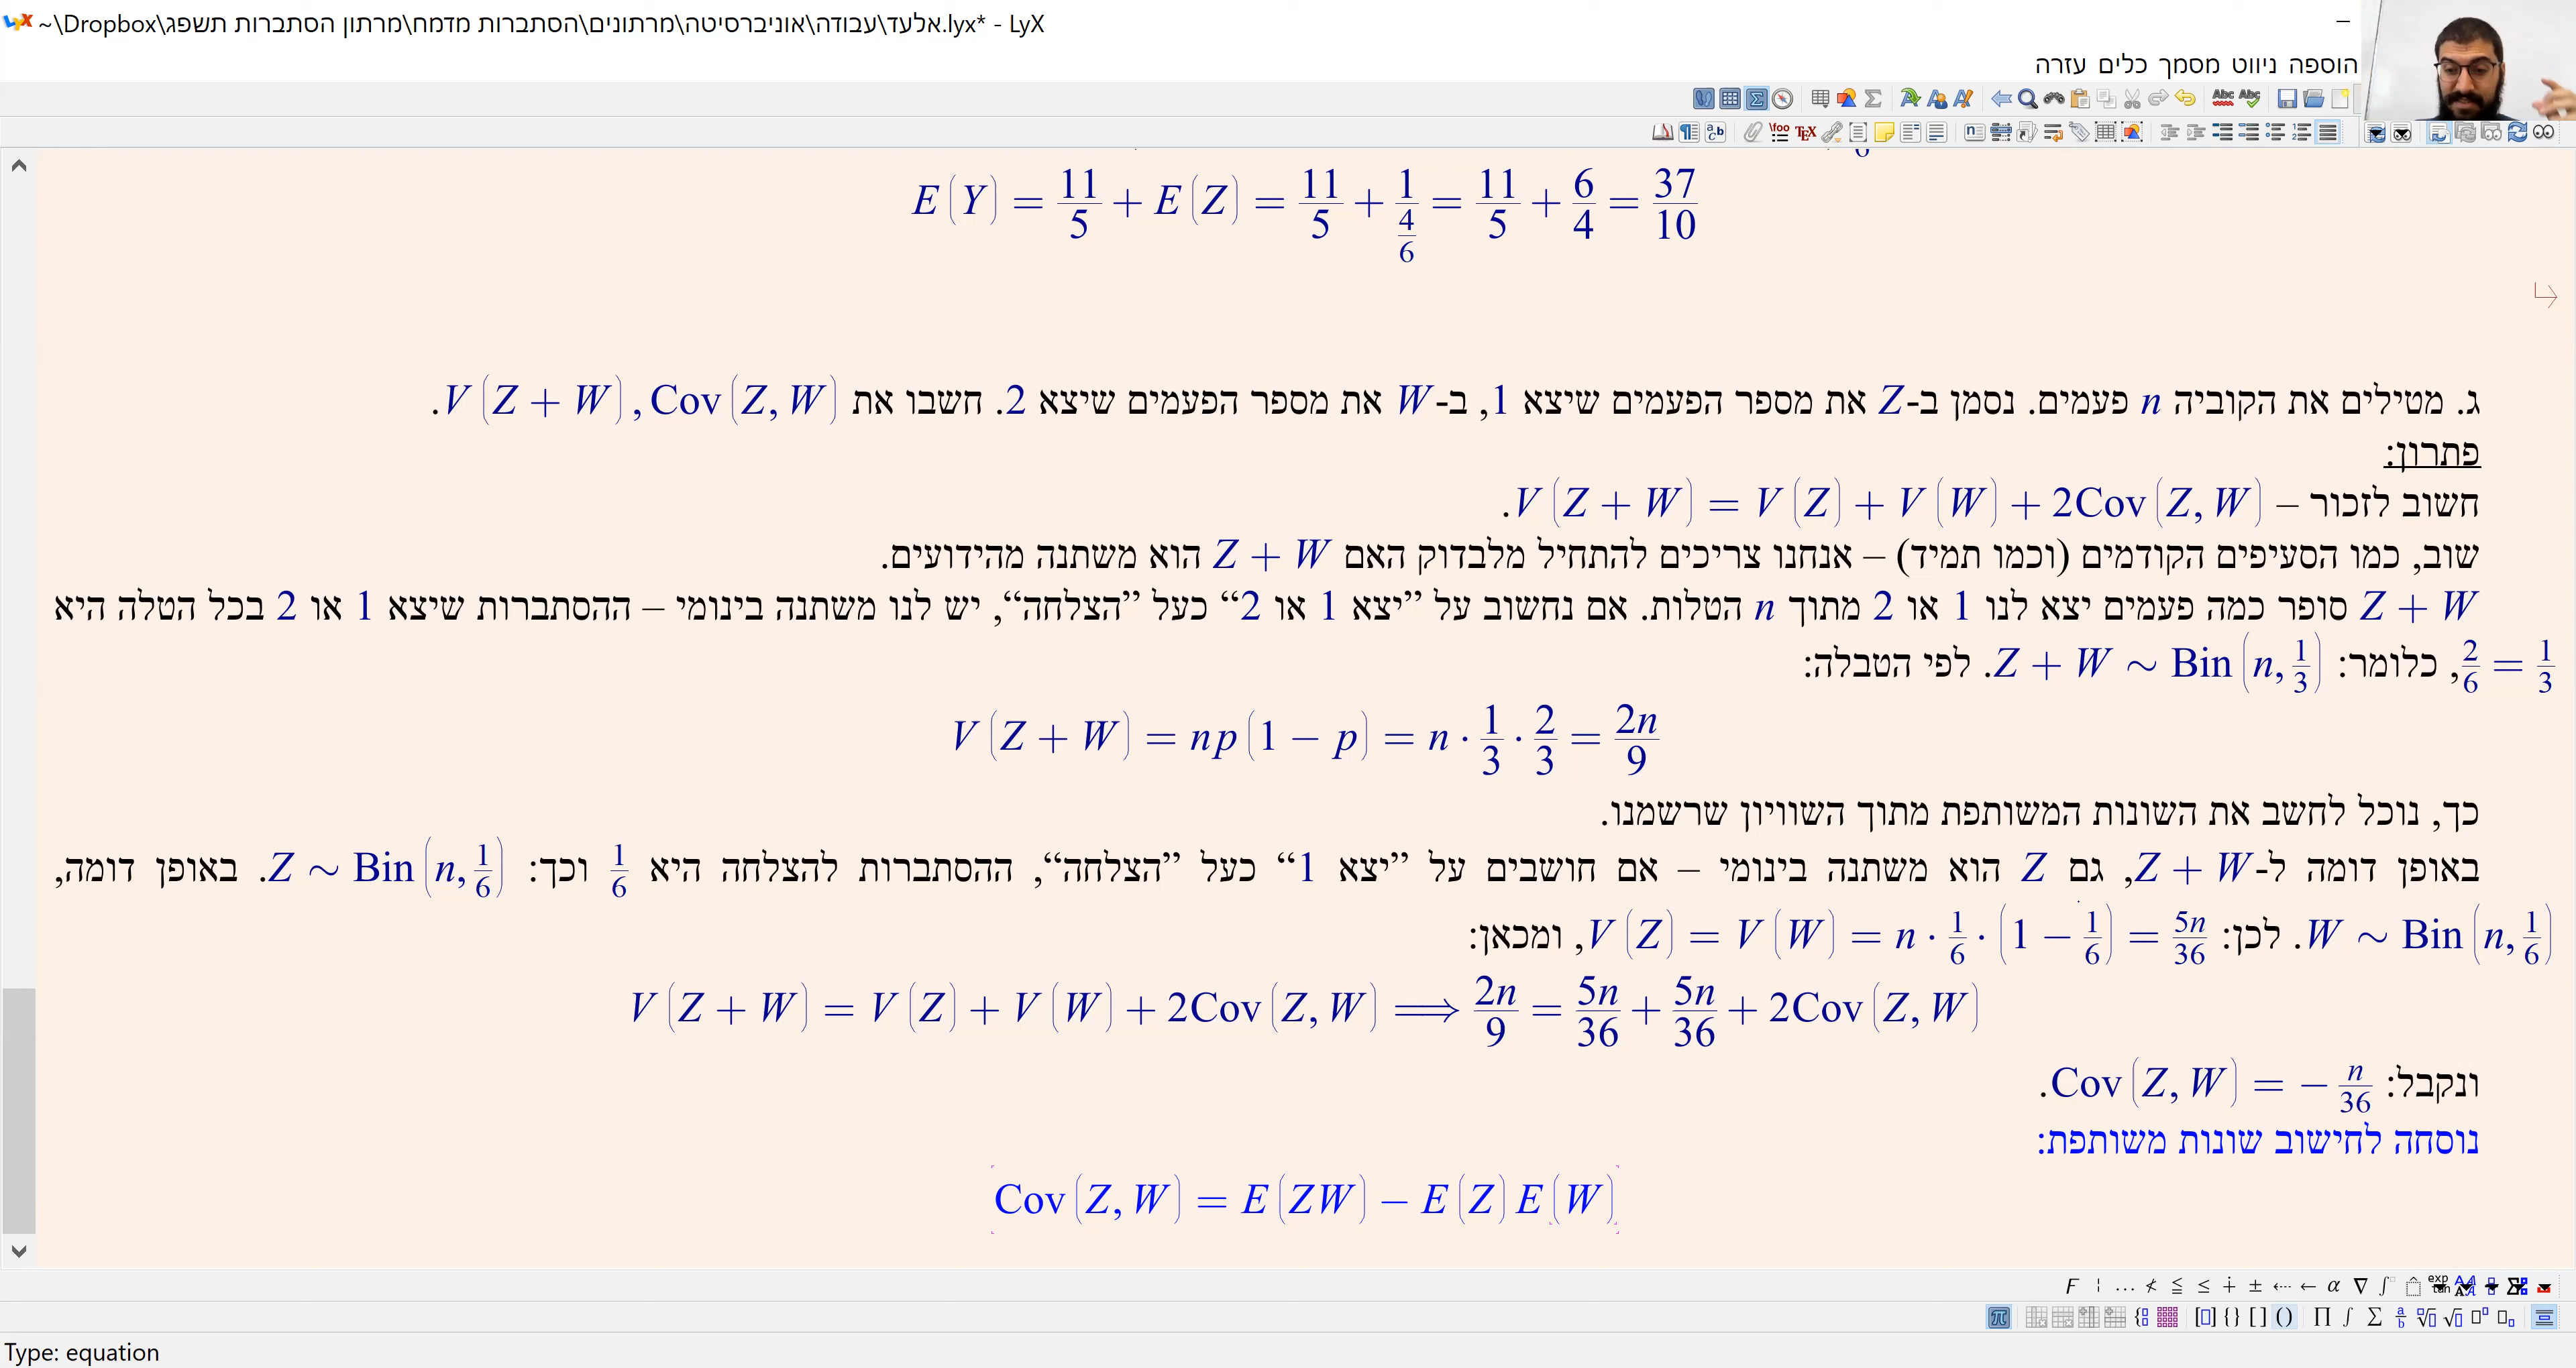 ~\Dropbox\אלעד\עבודה\אוניברסיטה\מרתונים\הסתברות מדמח\מרתון הסתברות תשפג.lyx* - LyX
הוספה ניווט מסמך כלים עזרה
E(Y) = 11/5 + E(Z) = 11/5 + 1/(4/6) = 11/5 + 6/4 = 37/10
ג. מטילים את הקוביה n פעמים. נסמן ב-Z את מספר הפעמים שיצא 1, ב-W את מספר הפעמים שיצא 2. חשבו את V(Z + W), Cov(Z, W).
פתרון:
חשוב לזכור – V(Z + W) = V(Z) + V(W) + 2Cov(Z, W).
שוב, כמו הסעיפים הקודמים (וכמו תמיד) – אנחנו צריכים להתחיל מלבדוק האם Z + W הוא משתנה מהידועים.
Z + W סופר כמה פעמים יצא לנו 1 או 2 מתוך n הטלות. אם נחשוב על ”יצא 1 או 2“ כעל ”הצלחה“, יש לנו משתנה בינומי – ההסתברות שיצא 1 או 2 בכל הטלה היא
2/6 = 1/3, כלומר: Z + W ∼ Bin(n, 1/3). לפי הטבלה:
V(Z + W) = np(1 − p) = n · 1/3 · 2/3 = 2n/9
כך, נוכל לחשב את השונות המשותפת מתוך השוויון שרשמנו.
באופן דומה ל-Z + W, גם Z הוא משתנה בינומי – אם חושבים על ”יצא 1“ כעל ”הצלחה“, ההסתברות להצלחה היא 1/6 וכך: Z ∼ Bin(n, 1/6). באופן דומה,
W ∼ Bin(n, 1/6). לכן: V(Z) = V(W) = n · 1/6 · (1 − 1/6) = 5n/36, ומכאן:
V(Z + W) = V(Z) + V(W) + 2Cov(Z, W) ⟹ 2n/9 = 5n/36 + 5n/36 + 2Cov(Z, W)
ונקבל: Cov(Z, W) = − n/36.
נוסחה לחישוב שונות משותפת:
Cov(Z, W) = E(ZW) − E(Z)E(W)
Type: equation